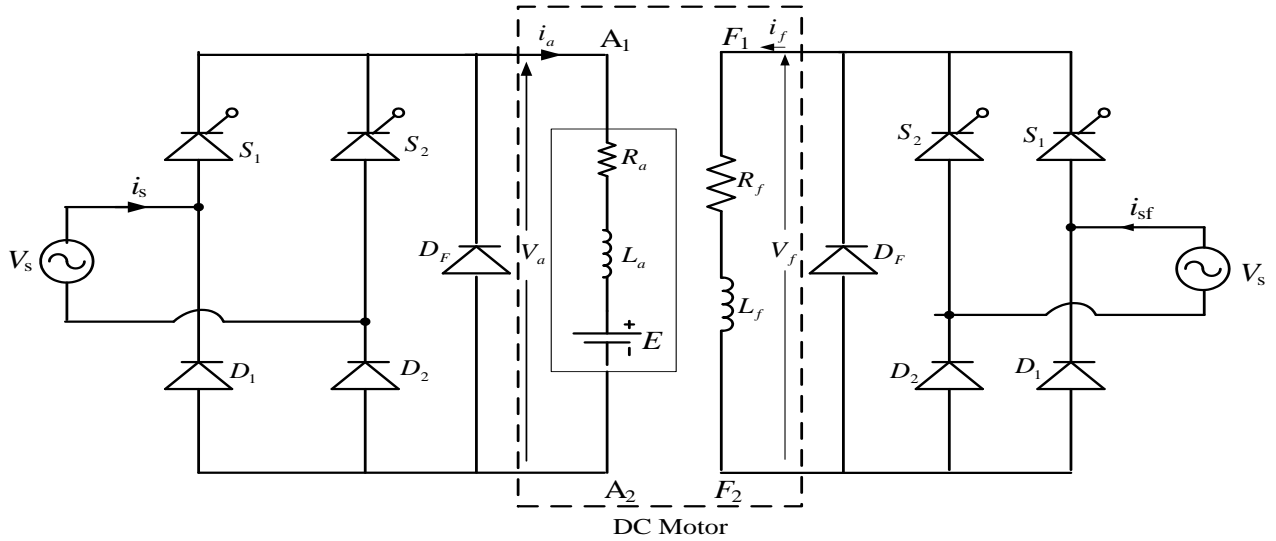 i_a
A_1
F_1
i_f
S_1
S_2
S_2
S_1
R_a
R_f
i_s
i_sf
V_s
D_F
V_a
L_a
V_f
D_F
V_s
L_f
+
E
-
D_1
D_2
D_2
D_1
A_2
F_2
DC Motor